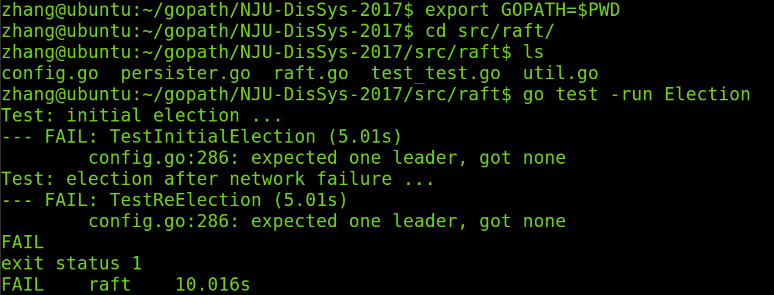 zhang@ubuntu:~/gopath/NJU-DisSys-2017$ export GOPATH=$PWD
zhang@ubuntu:~/gopath/NJU-DisSys-2017$ cd src/raft/
zhang@ubuntu:~/gopath/NJU-DisSys-2017/src/raft$ ls
config.go  persister.go  raft.go  test_test.go  util.go
zhang@ubuntu:~/gopath/NJU-DisSys-2017/src/raft$ go test -run Election
Test: initial election ...
--- FAIL: TestInitialElection (5.01s)
        config.go:286: expected one leader, got none
Test: election after network failure ...
--- FAIL: TestReElection (5.01s)
        config.go:286: expected one leader, got none
FAIL
exit status 1
FAIL    raft    10.016s